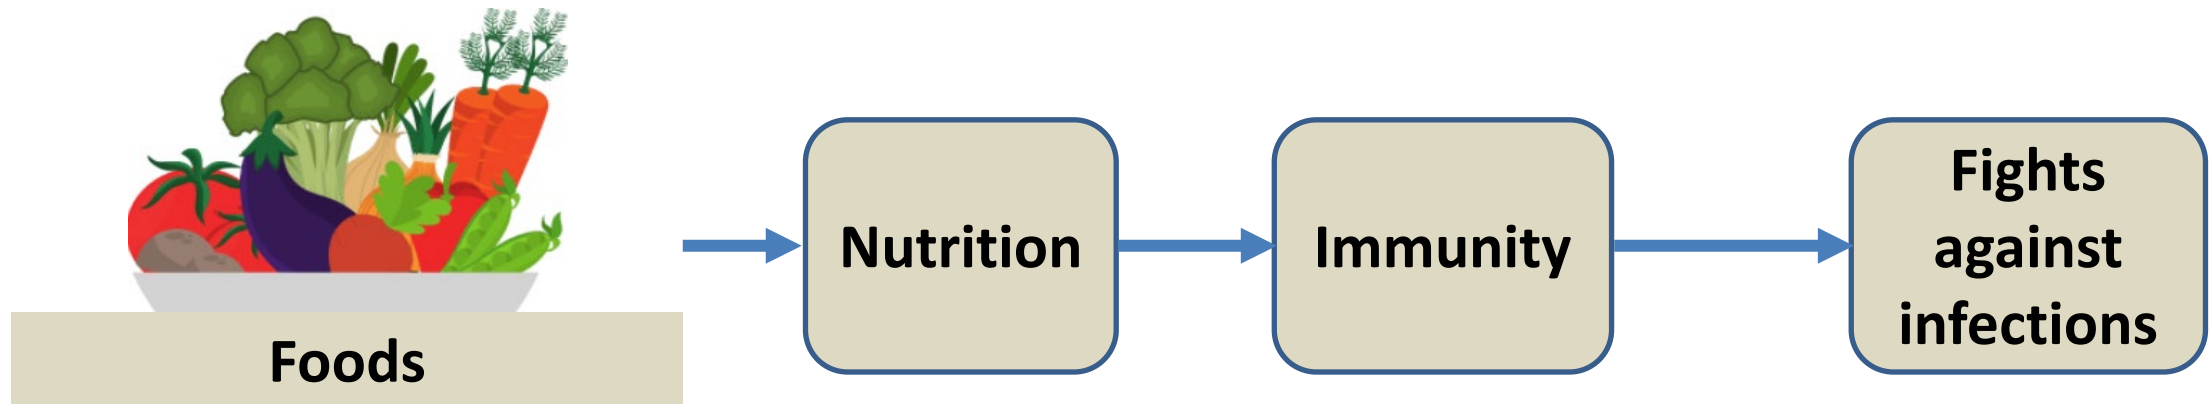 Foods
Nutrition
Immunity
Fights
against
infections